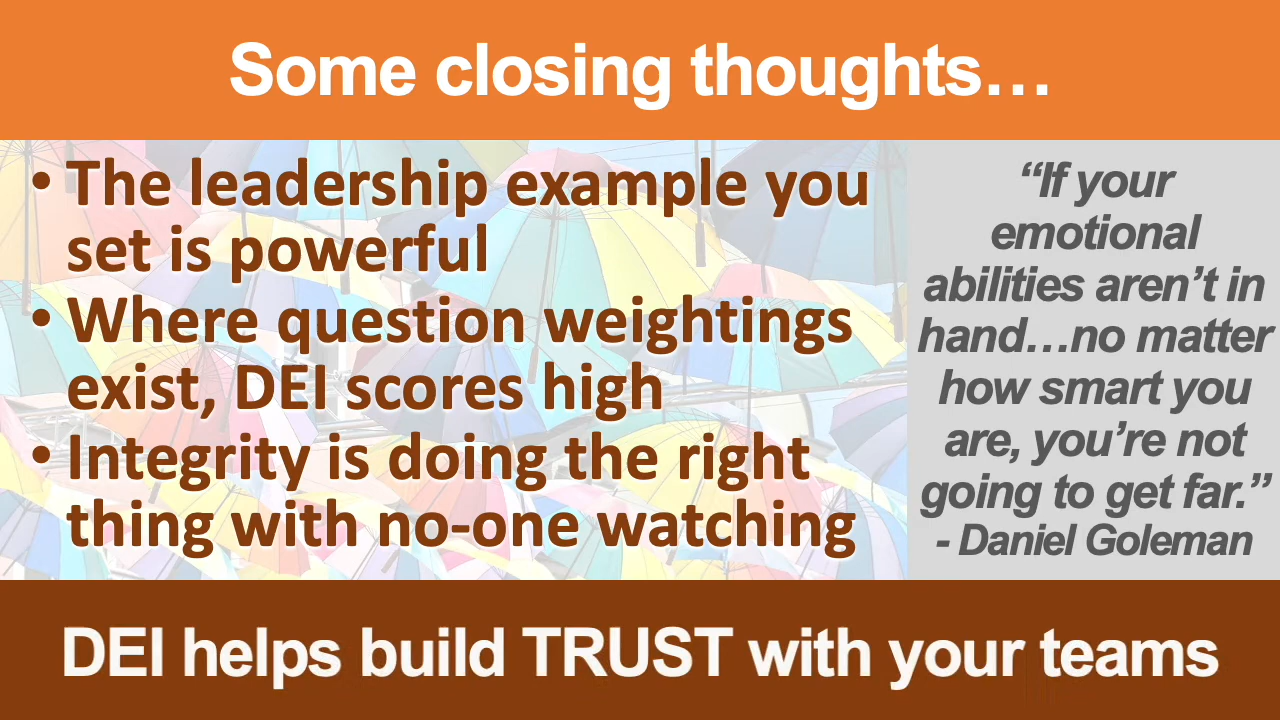 Some closing thoughts…
• The leadership example you
set is powerful
• Where question weightings
exist, DEI scores high
• Integrity is doing the right
thing with no-one watching
“If your
emotional
abilities aren’t in
hand…no matter
how smart you
are, you’re not
going to get far.”
- Daniel Goleman
DEI helps build TRUST with your teams